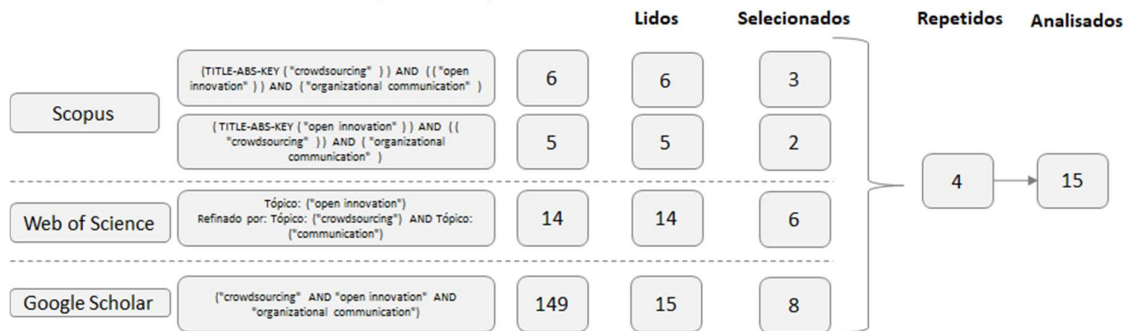 Lidos Selecionados Repetidos Analisados
Scopus
(TITLE-ABS-KEY ( "crowdsourcing" ) ) AND ( ( "open
innovation" ) ) AND ( "organizational communication" )
6 6 3
( TITLE-ABS-KEY ( "open innovation" ) ) AND ( (
"crowdsourcing" ) ) AND ( "organizational
communication" )
5 5 2
Web of Science
Tópico: ("open innovation")
Refinado por: Tópico: ("crowdsourcing") AND Tópico:
("communication")
14 14 6
Google Scholar
("crowdsourcing" AND "open innovation" AND
"organizational communication")
149 15 8
4 15